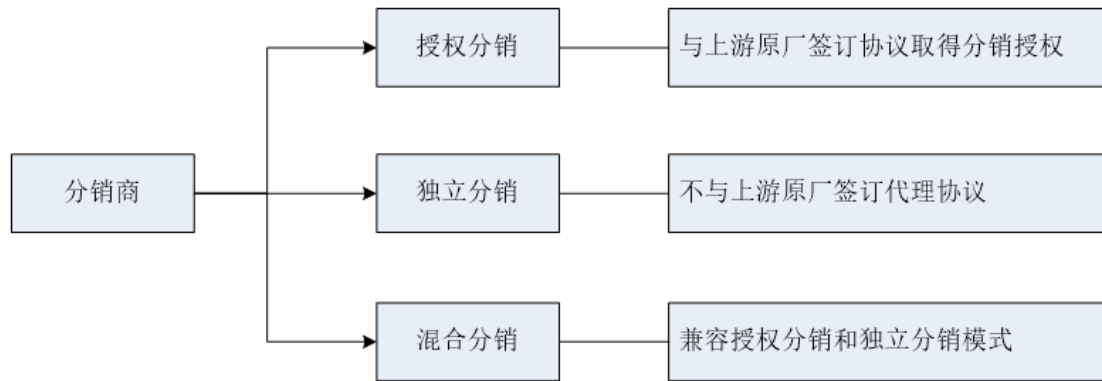 授权分销
与上游原厂签订协议取得分销授权
分销商
独立分销
不与上游原厂签订代理协议
混合分销
兼容授权分销和独立分销模式